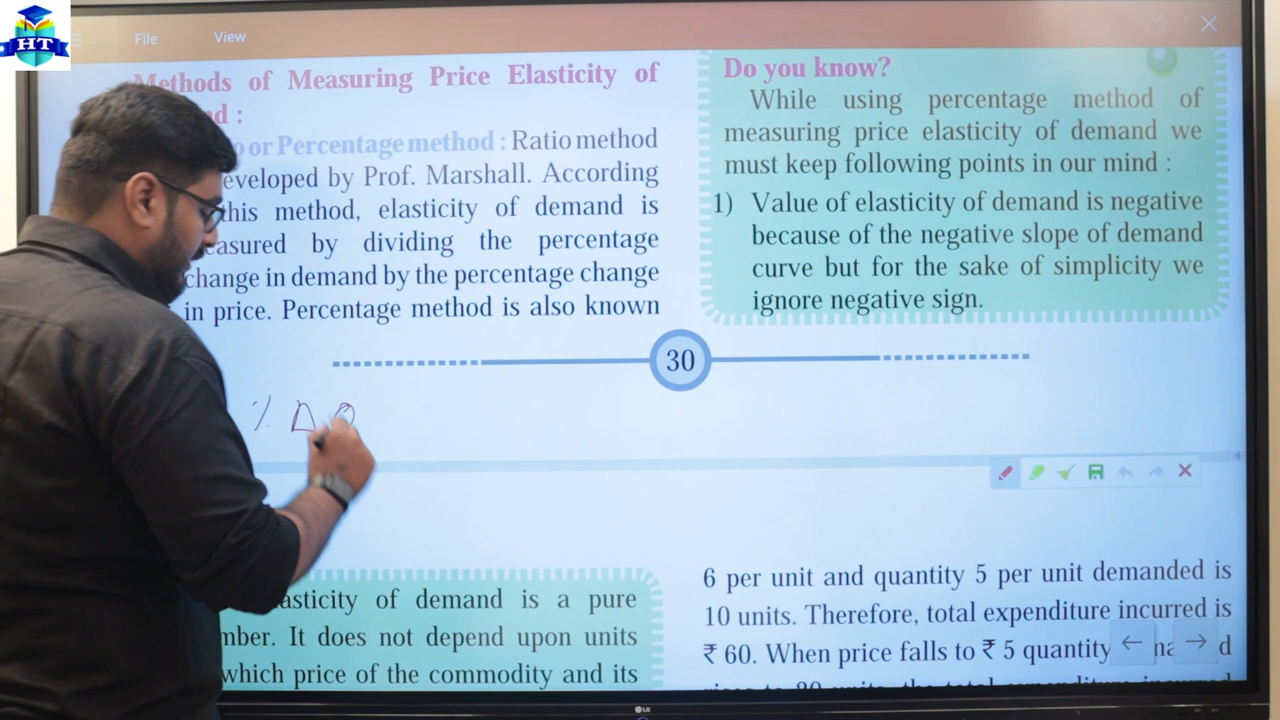 HT
File View
Methods of Measuring Price Elasticity of
:
or Percentage method : Ratio method
developed by Prof. Marshall. According
this method, elasticity of demand is
measured by dividing the percentage
change in demand by the percentage change
in price. Percentage method is also known
Do you know?
While using percentage method of
measuring price elasticity of demand we
must keep following points in our mind :
1) Value of elasticity of demand is negative
because of the negative slope of demand
curve but for the sake of simplicity we
ignore negative sign.
30
% Δ Q
elasticity of demand is a pure
number. It does not depend upon units
which price of the commodity and its
6 per unit and quantity 5 per unit demanded is
10 units. Therefore, total expenditure incurred is
₹ 60. When price falls to ₹ 5 quantity
LG